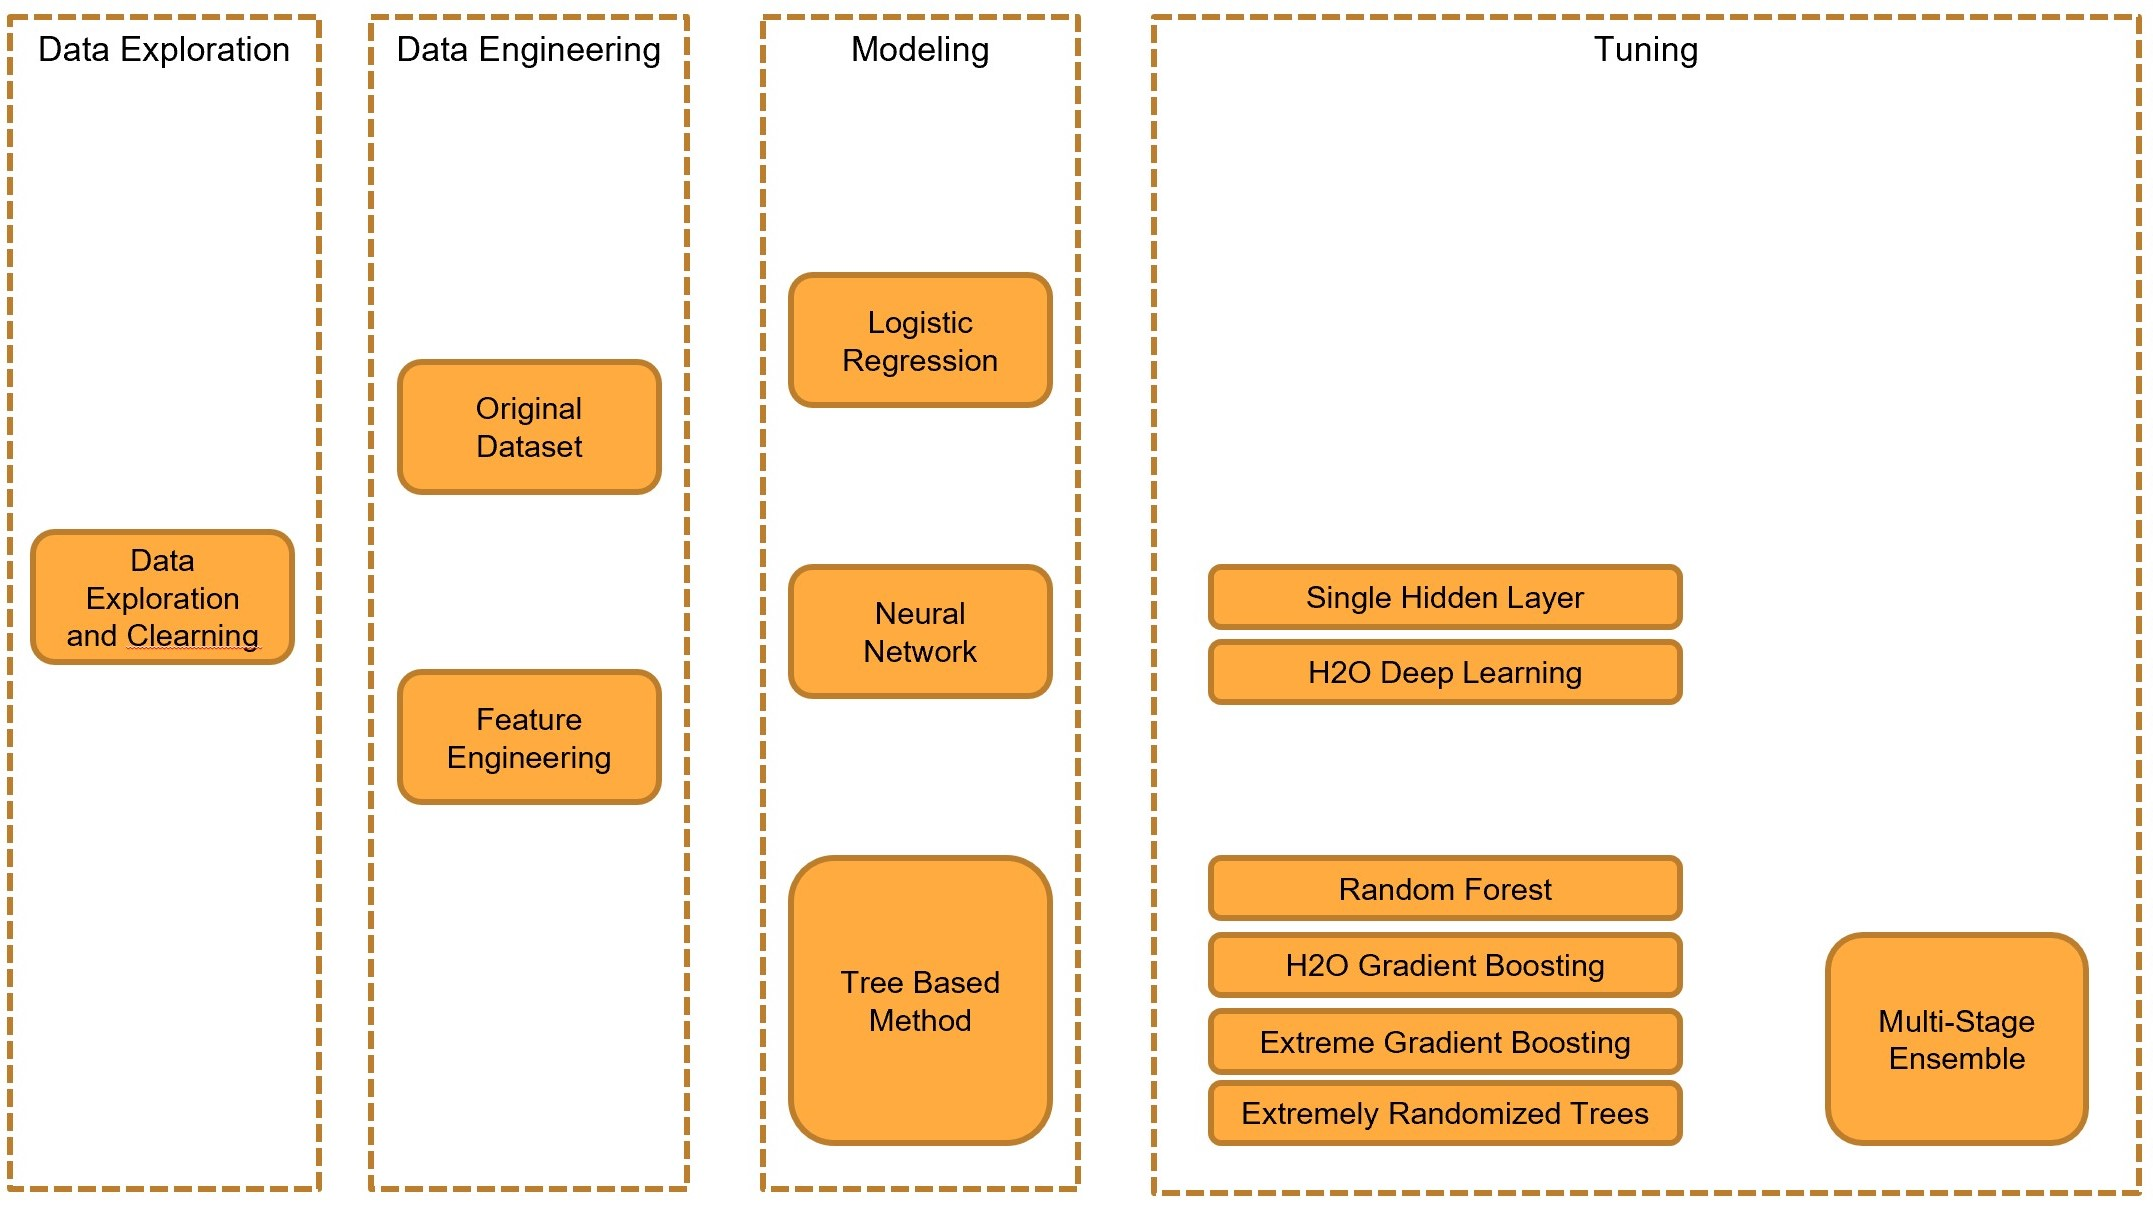 Data Exploration
Data
Exploration
and Clearning
Data Engineering
Original
Dataset
Feature
Engineering
Modeling
Logistic
Regression
Neural
Network
Tree Based
Method
Tuning
Single Hidden Layer
H2O Deep Learning
Random Forest
H2O Gradient Boosting
Extreme Gradient Boosting
Extremely Randomized Trees
Multi-Stage
Ensemble